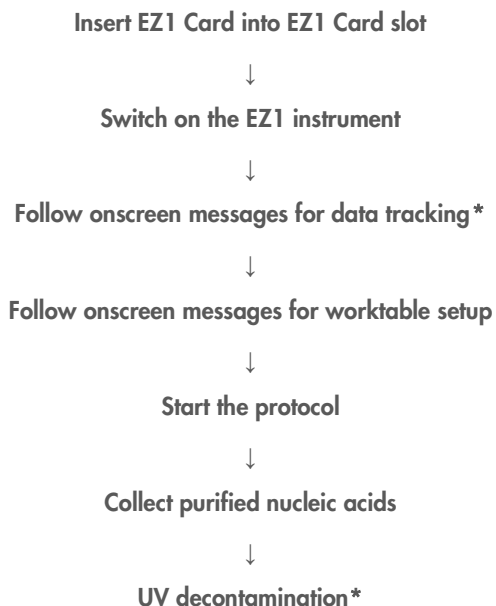 Insert EZ1 Card into EZ1 Card slot
↓
Switch on the EZ1 instrument
↓
Follow onscreen messages for data tracking*
↓
Follow onscreen messages for worktable setup
↓
Start the protocol
↓
Collect purified nucleic acids
↓
UV decontamination*